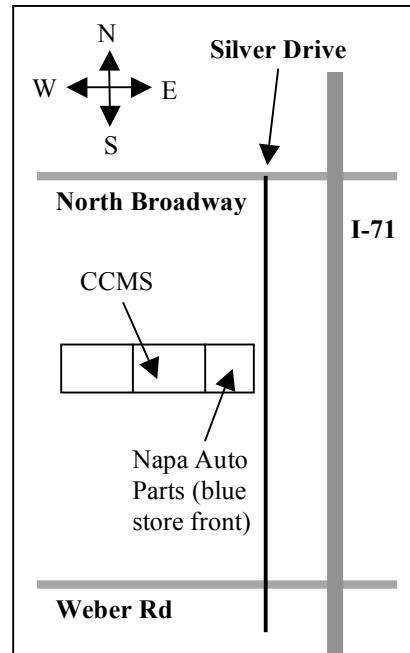 N
Silver Drive
W
E
S
North Broadway
I-71
CCMS
Napa Auto
Parts (blue
store front)
Weber Rd